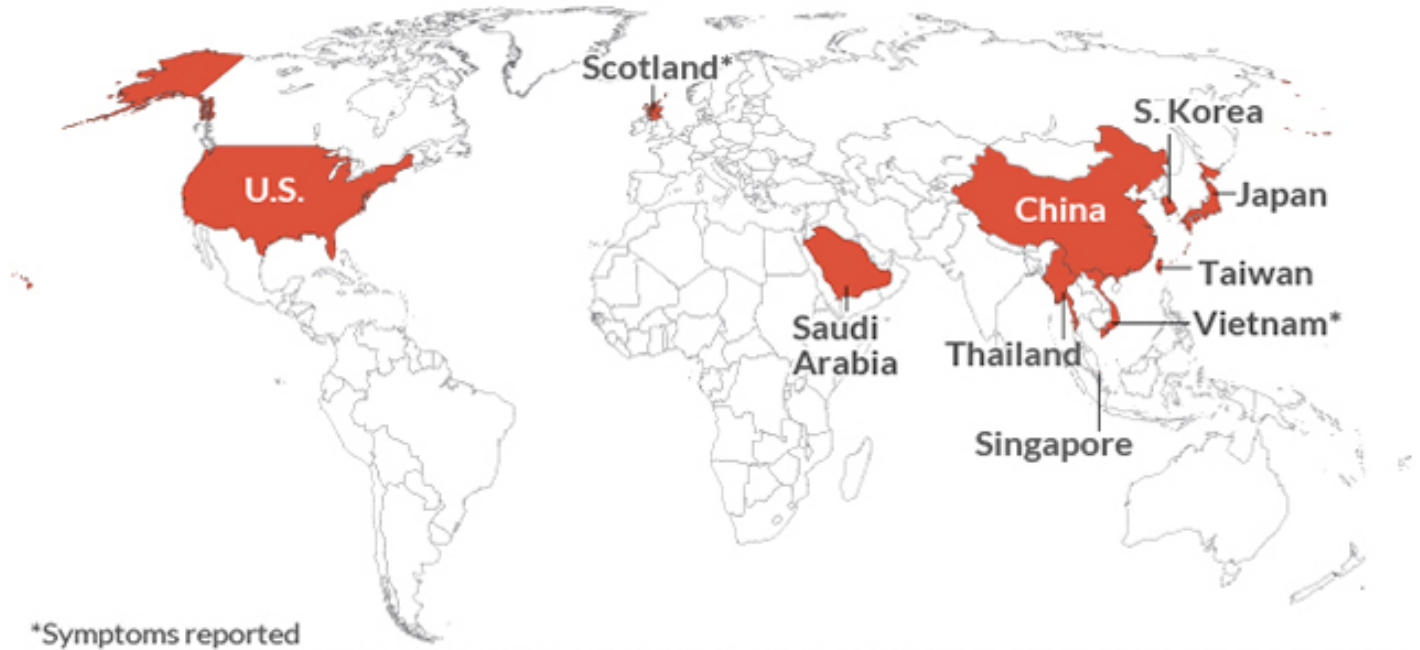 Scotland*
S. Korea
U.S.
China
Japan
Taiwan
Saudi
Arabia
Vietnam*
Thailand
Singapore
*Symptoms reported